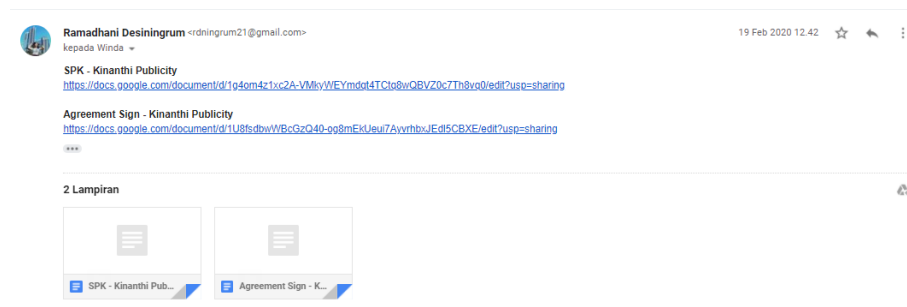 Ramadhani Desiningrum <rdningrum21@gmail.com>
19 Feb 2020 12.42
kepada Winda
SPK - Kinanthi Publicity
https://docs.google.com/document/d/1g4om4z1xc2A-VMkyWEYmdqt4TCtq8wQBVZ0c7Th8vq0/edit?usp=sharing
Agreement Sign - Kinanthi Publicity
https://docs.google.com/document/d/1U8fsdbwWBcGzQ40-og8mEkUeui7AyvrhbxJEdI5CBXE/edit?usp=sharing
2 Lampiran
SPK - Kinanthi Pub...
Agreement Sign - K...